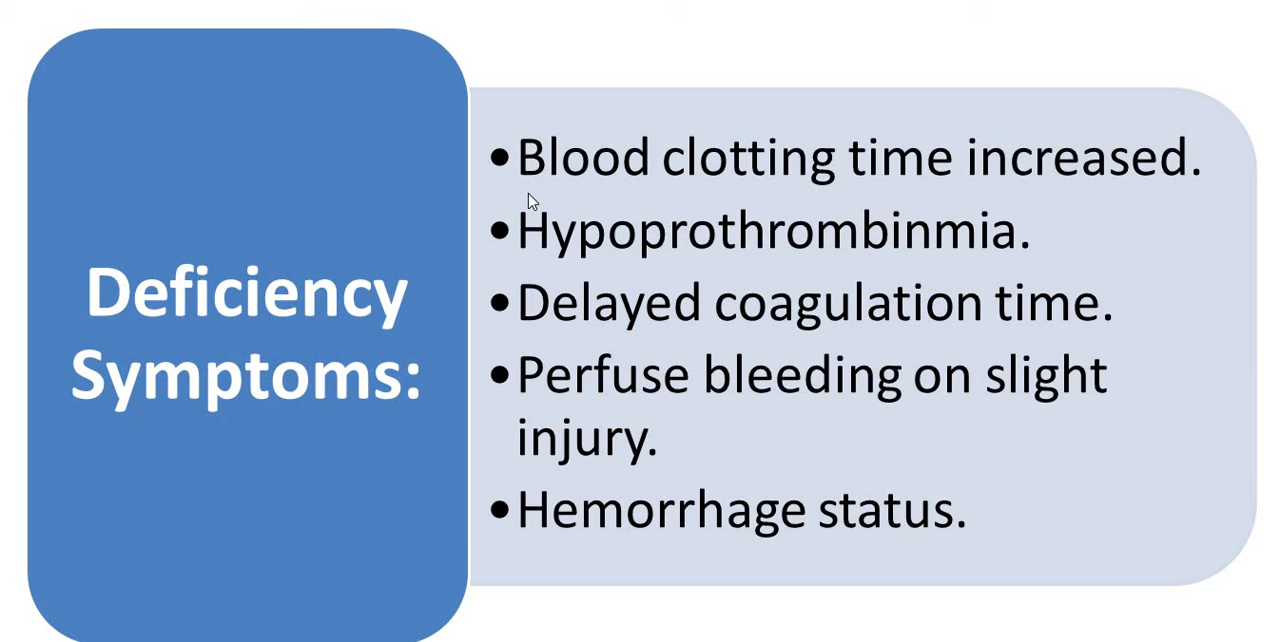 Deficiency
Symptoms:
•Blood clotting time increased.
•Hypoprothrombinmia.
•Delayed coagulation time.
•Perfuse bleeding on slight
injury.
•Hemorrhage status.